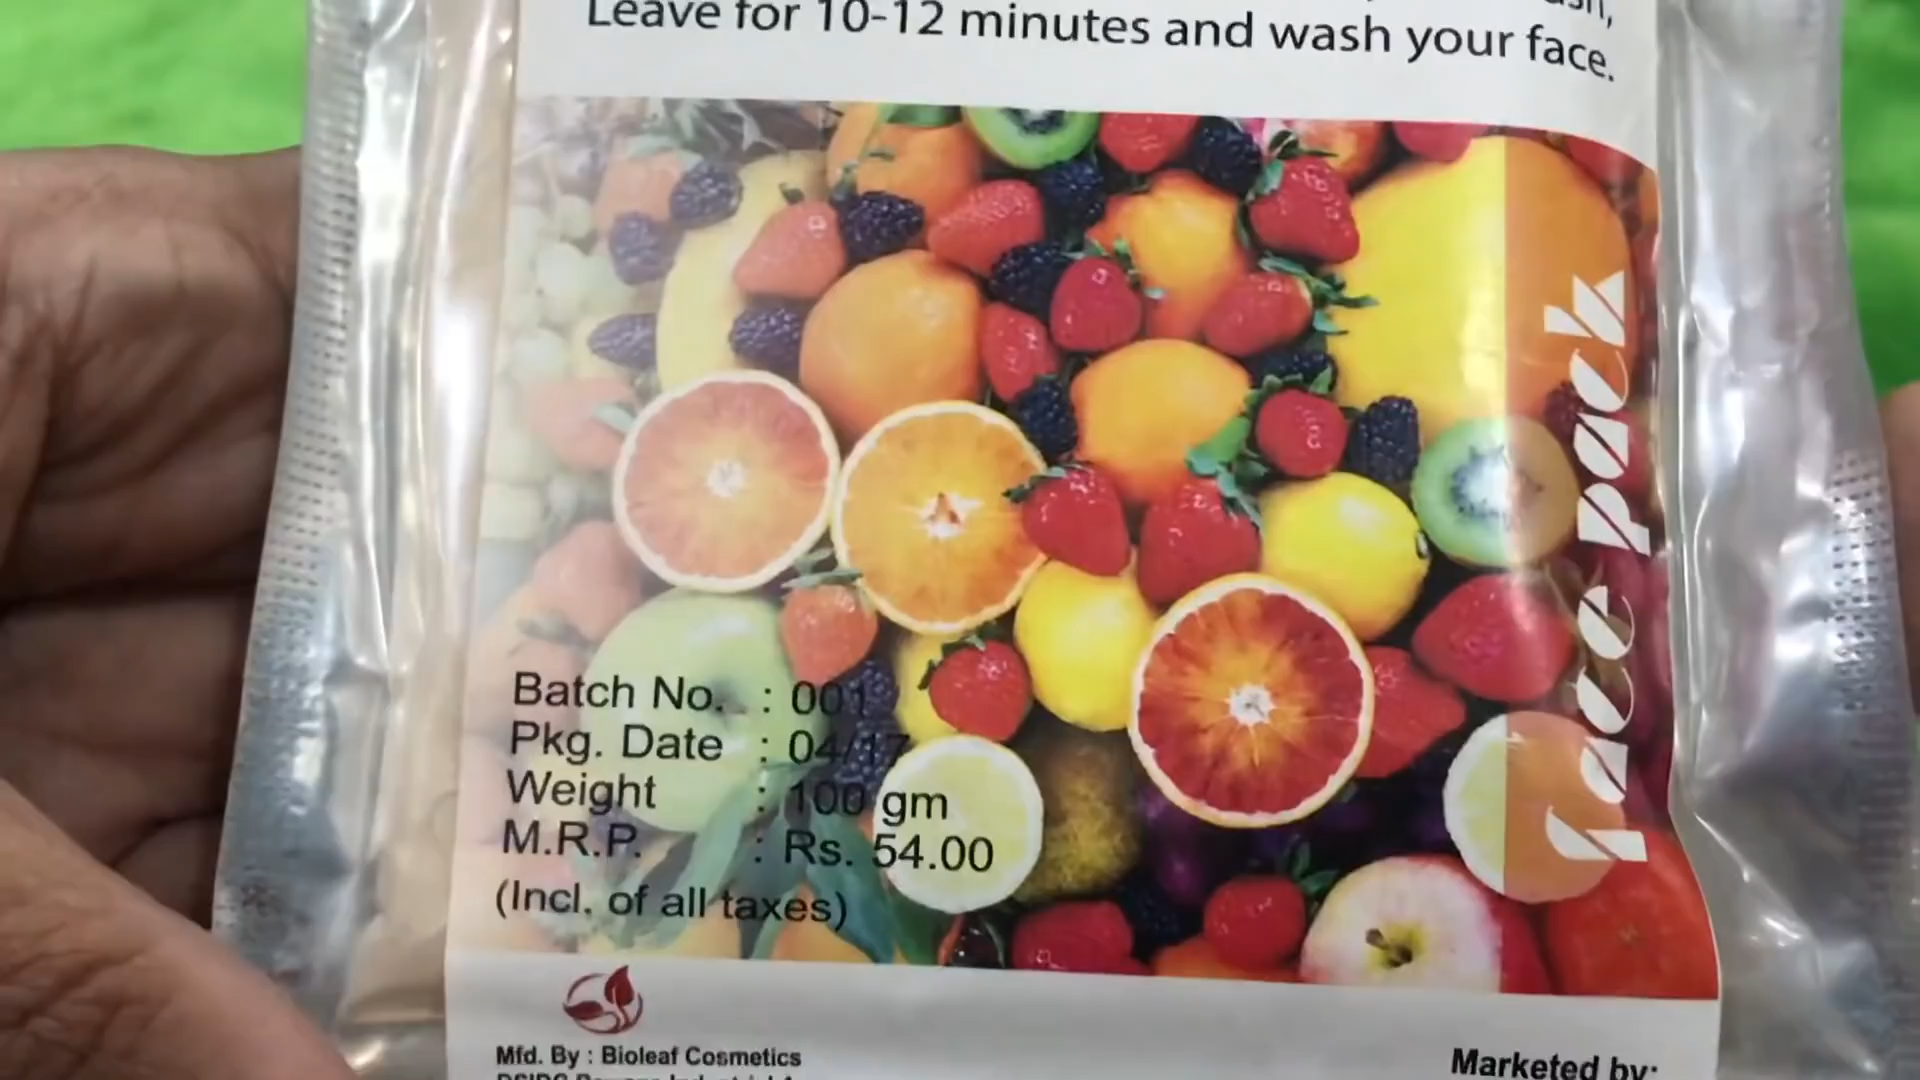 Leave for 10-12 minutes and wash your face.
face pack
Batch No. : 001
Pkg. Date : 04/17
Weight : 100 gm
M.R.P. : Rs. 54.00
(Incl. of all taxes)
Mfd. By : Bioleaf Cosmetics
Marketed by: